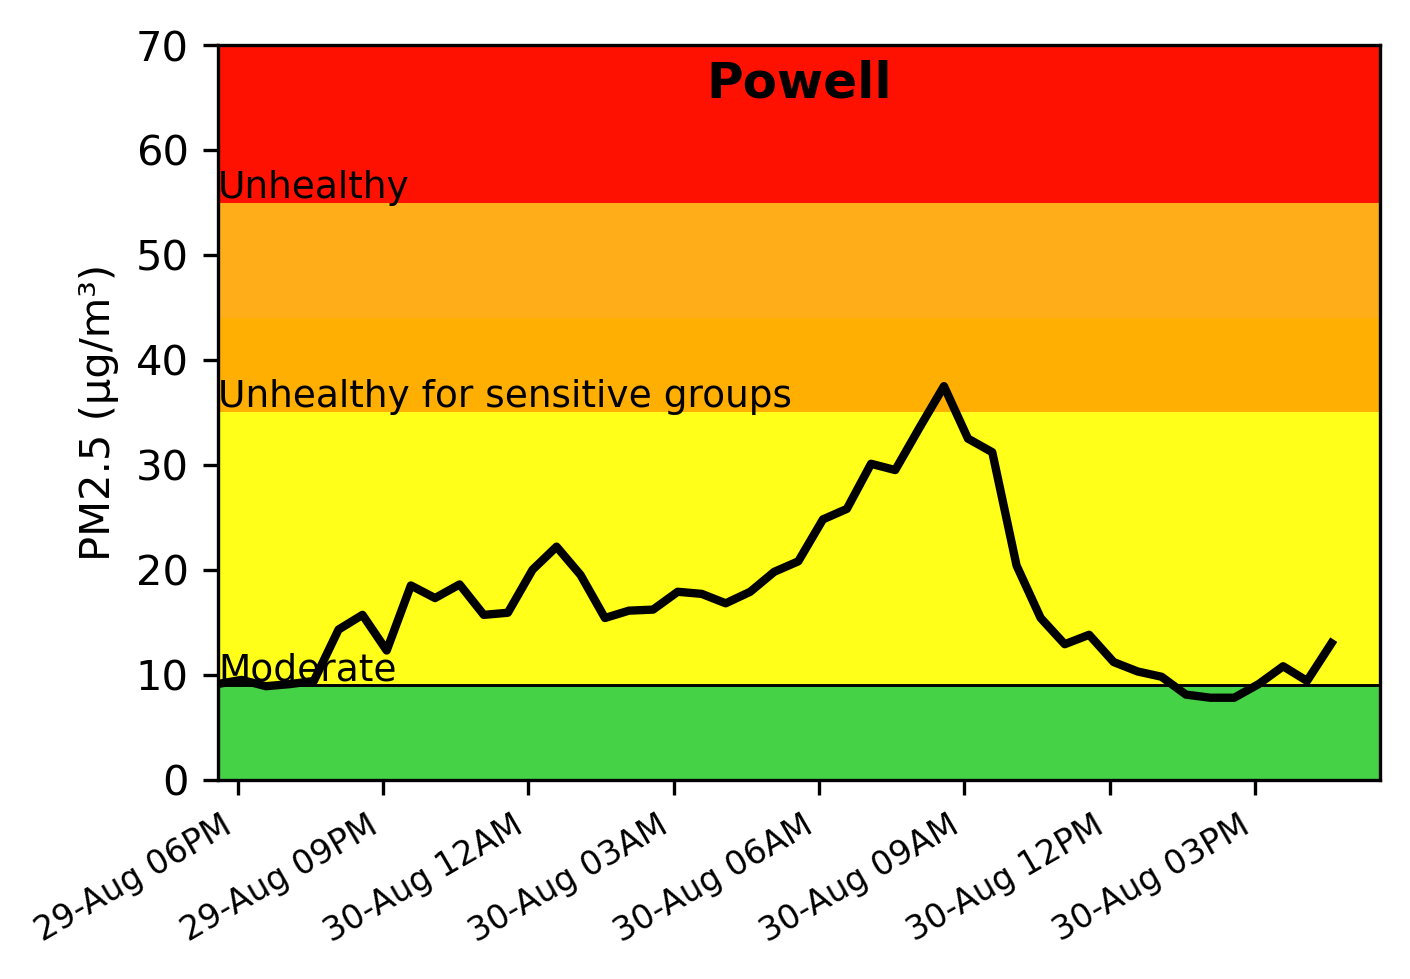 Powell
70
60
50
40
30
20
10
0
PM2.5 (µg/m³)
Unhealthy
Unhealthy for sensitive groups
Moderate
29-Aug 06PM
29-Aug 09PM
30-Aug 12AM
30-Aug 03AM
30-Aug 06AM
30-Aug 09AM
30-Aug 12PM
30-Aug 03PM